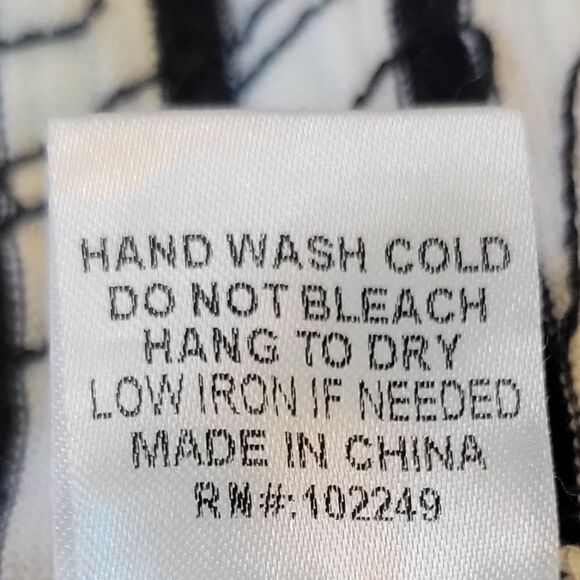 HAND WASH COLD
DO NOT BLEACH
HANG TO DRY
LOW IRON IF NEEDED
MADE IN CHINA
RN#:102249